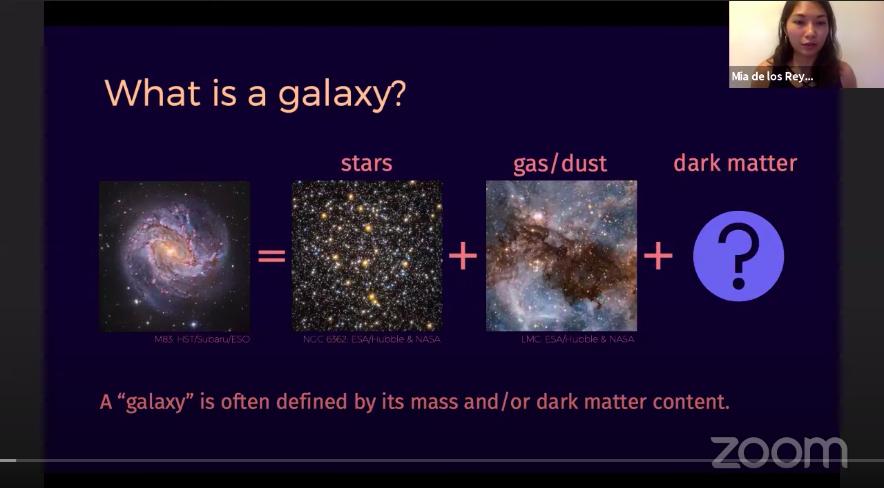 Mia de los Rey...
What is a galaxy?
stars
gas/dust
dark matter
=
+
+
?
M83: HST/Subaru/ESO
NGC 6362: ESA/Hubble & NASA
LMC: ESA/Hubble & NASA
A “galaxy” is often defined by its mass and/or dark matter content.
zoom